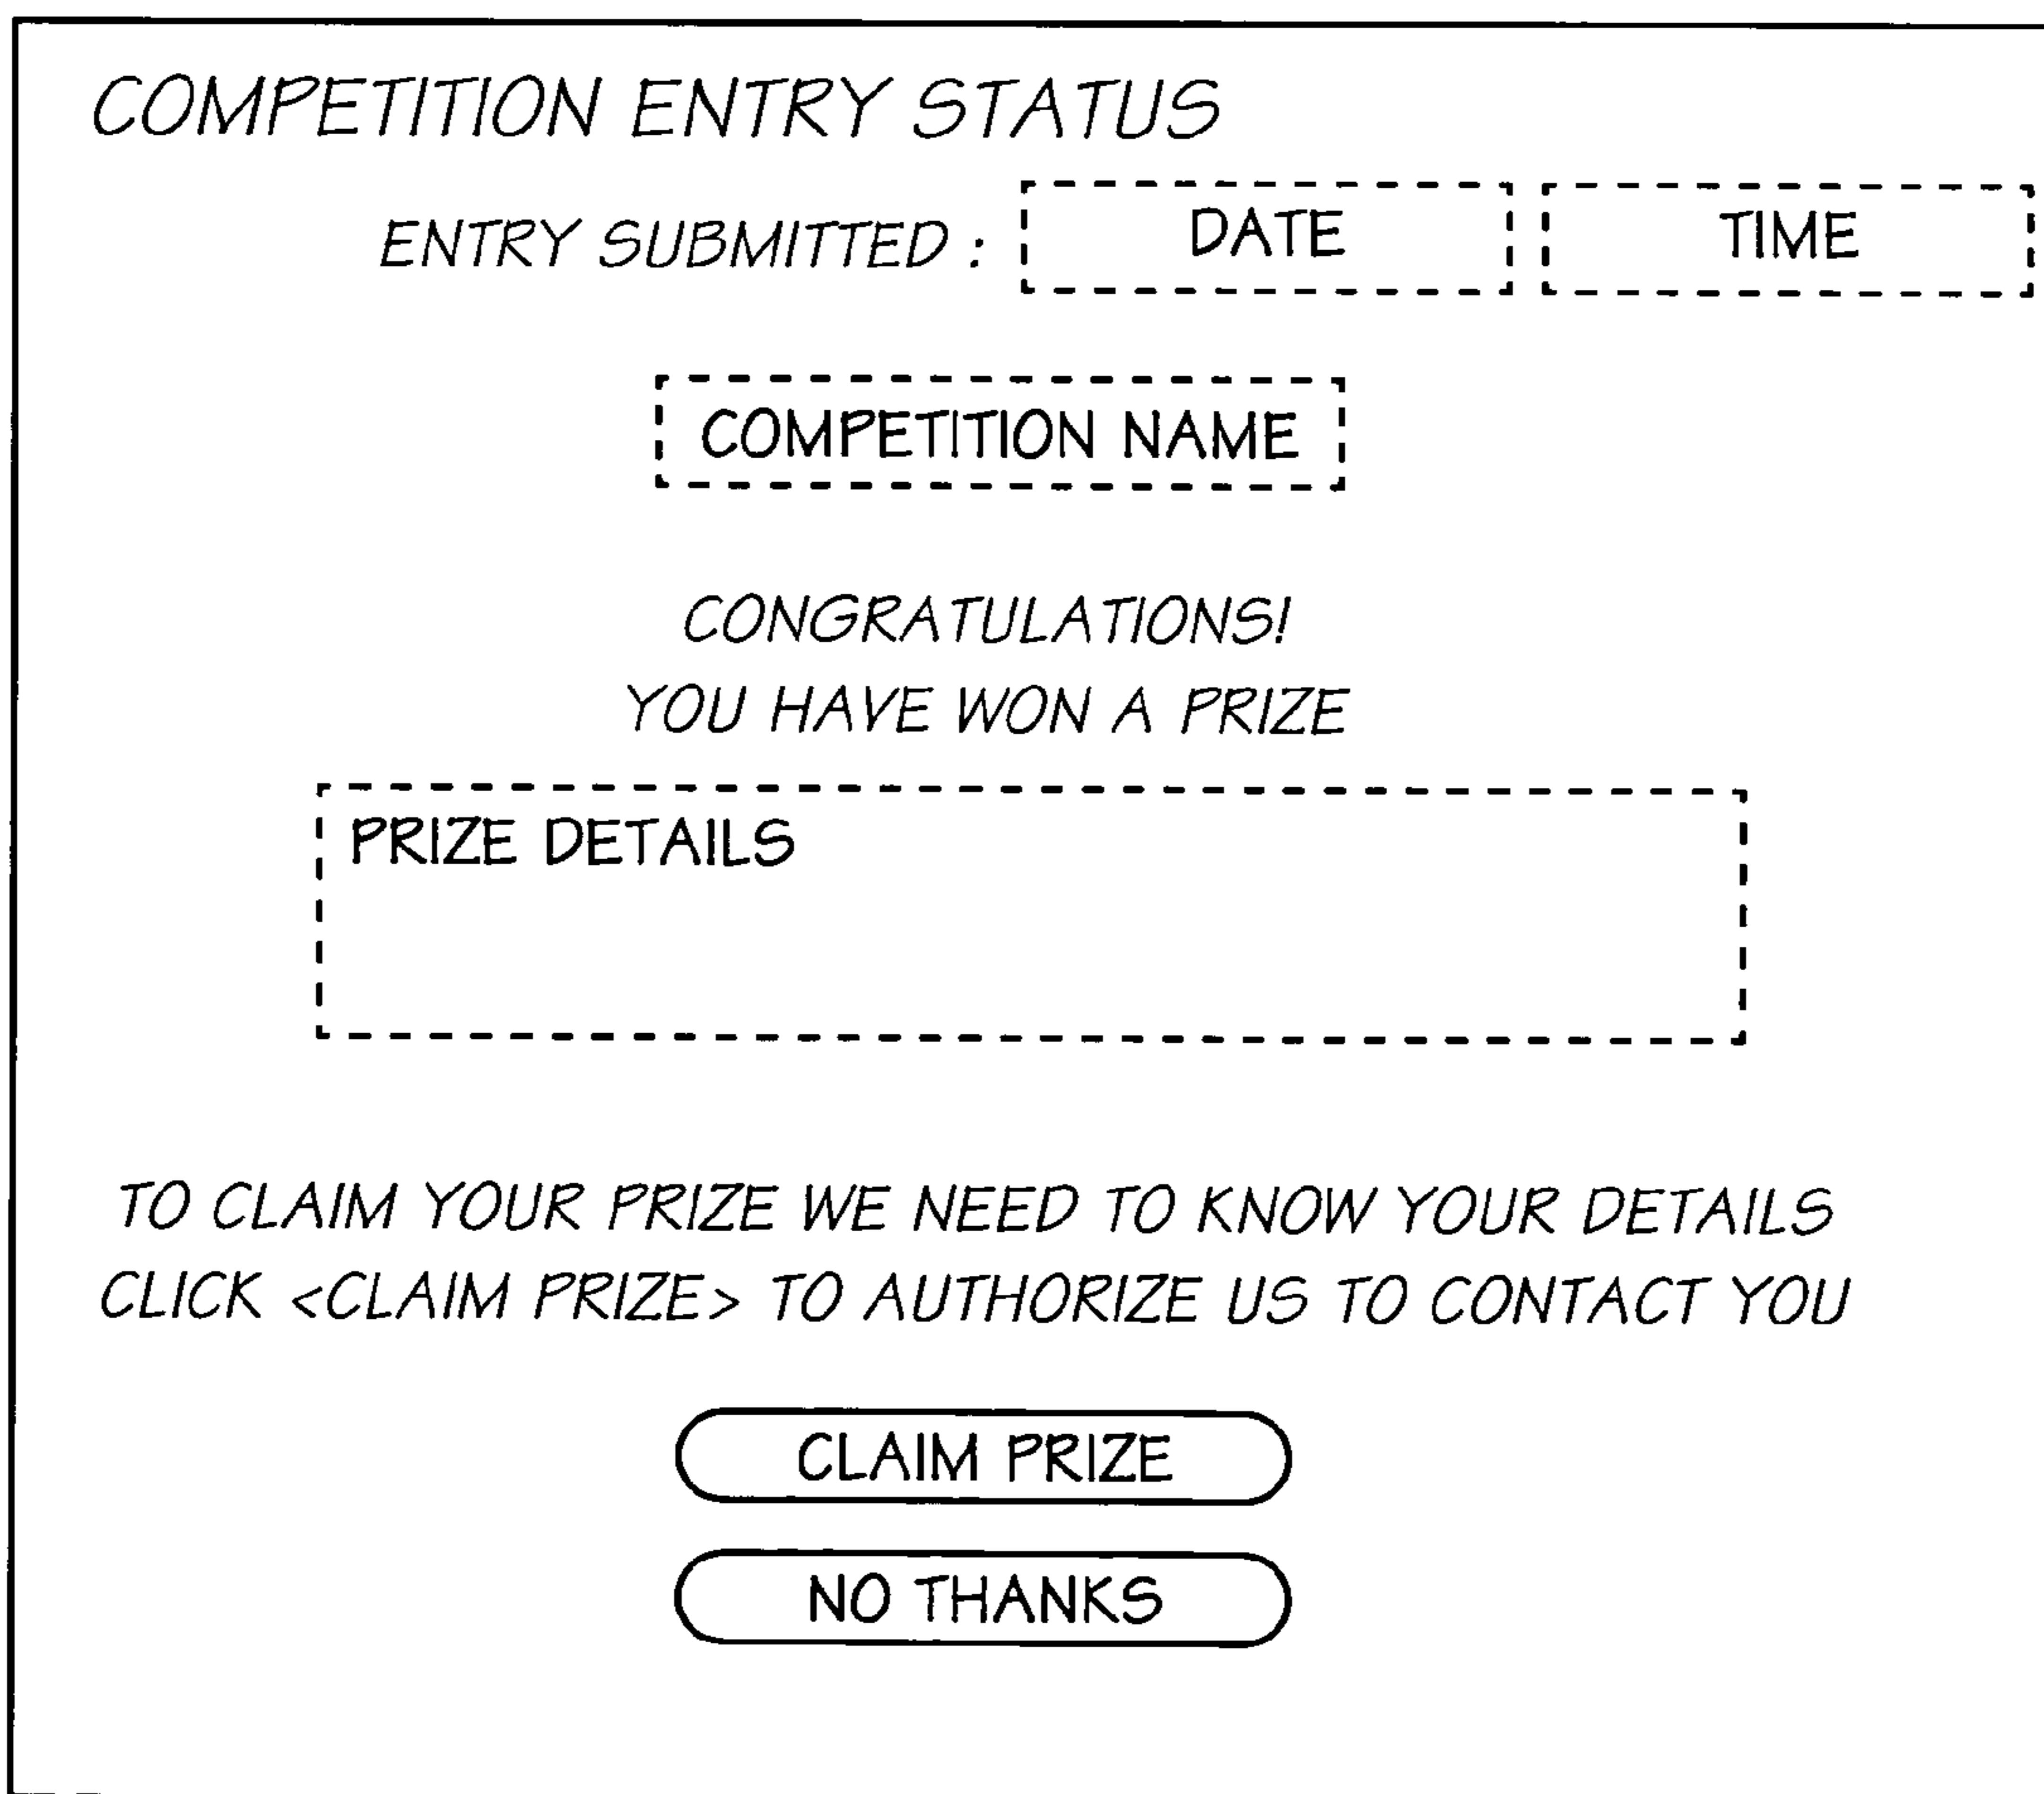 COMPETITION ENTRY STATUS
ENTRY SUBMITTED : DATE TIME
COMPETITION NAME
CONGRATULATIONS!
YOU HAVE WON A PRIZE
PRIZE DETAILS
TO CLAIM YOUR PRIZE WE NEED TO KNOW YOUR DETAILS
CLICK <CLAIM PRIZE> TO AUTHORIZE US TO CONTACT YOU
CLAIM PRIZE
NO THANKS